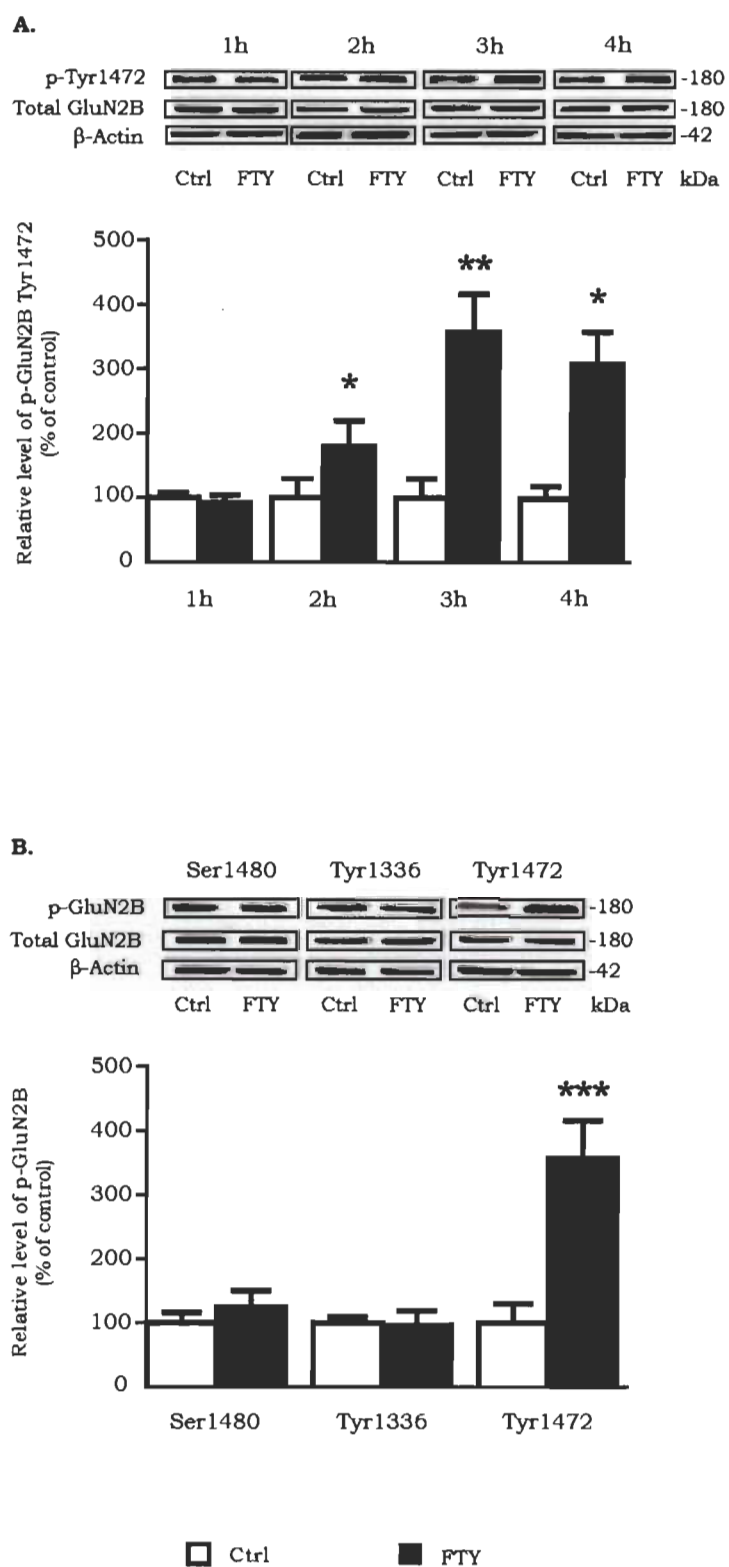 A.
1h 2h 3h 4h
p-Tyr1472 -180
Total GluN2B -180
β-Actin -42
Ctrl FTY Ctrl FTY Ctrl FTY Ctrl FTY kDa
Relative level of p-GluN2B Tyr1472
(% of control)
500
400
300
200
100
0
* ** *
1h 2h 3h 4h
B.
Ser1480 Tyr1336 Tyr1472
p-GluN2B -180
Total GluN2B -180
β-Actin -42
Ctrl FTY Ctrl FTY Ctrl FTY kDa
Relative level of p-GluN2B
(% of control)
500
400
300
200
100
0
***
Ser1480 Tyr1336 Tyr1472
Ctrl FTY